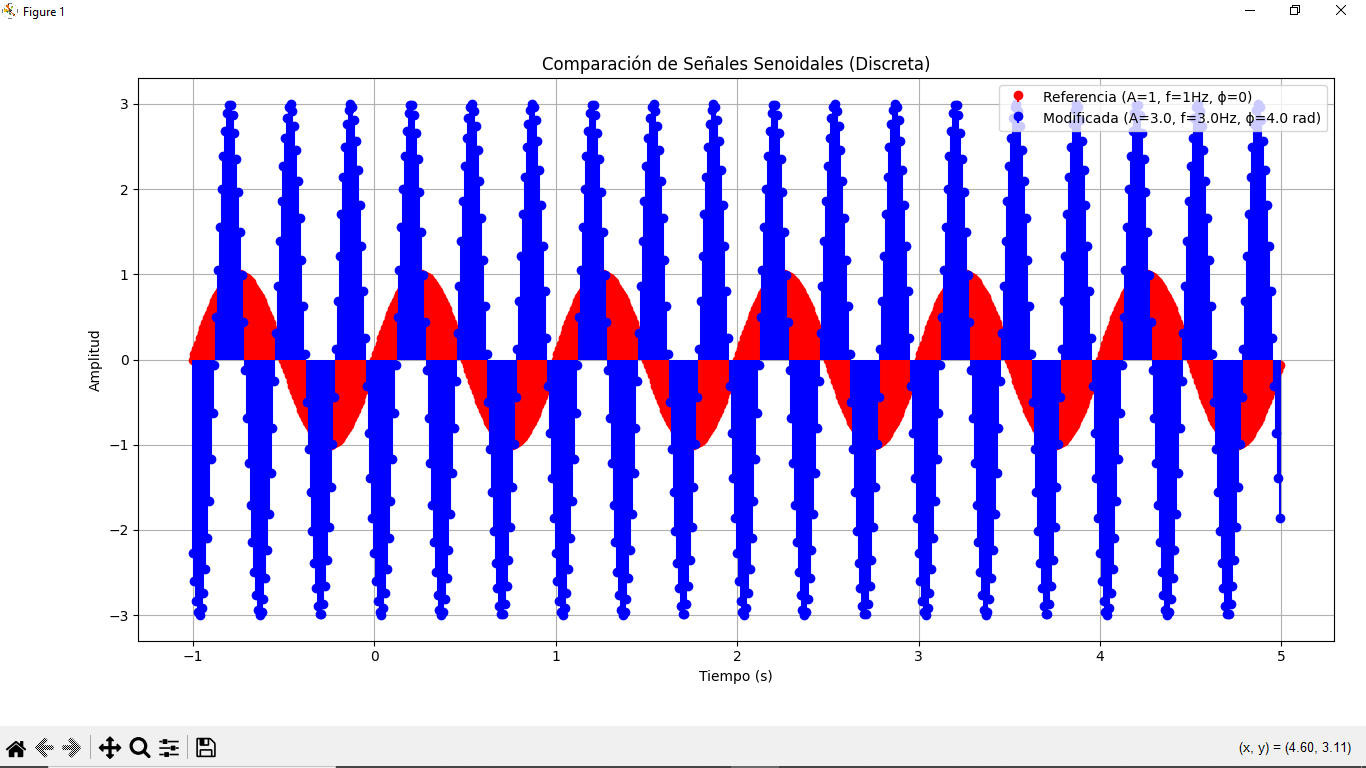 Figure 1
Comparación de Señales Senoidales (Discreta)
Referencia (A=1, f=1Hz, ϕ=0)
Modificada (A=3.0, f=3.0Hz, ϕ=4.0 rad)
3
2
1
0
−1
−2
−3
Amplitud
−1 0 1 2 3 4 5
Tiempo (s)
(x, y) = (4.60, 3.11)